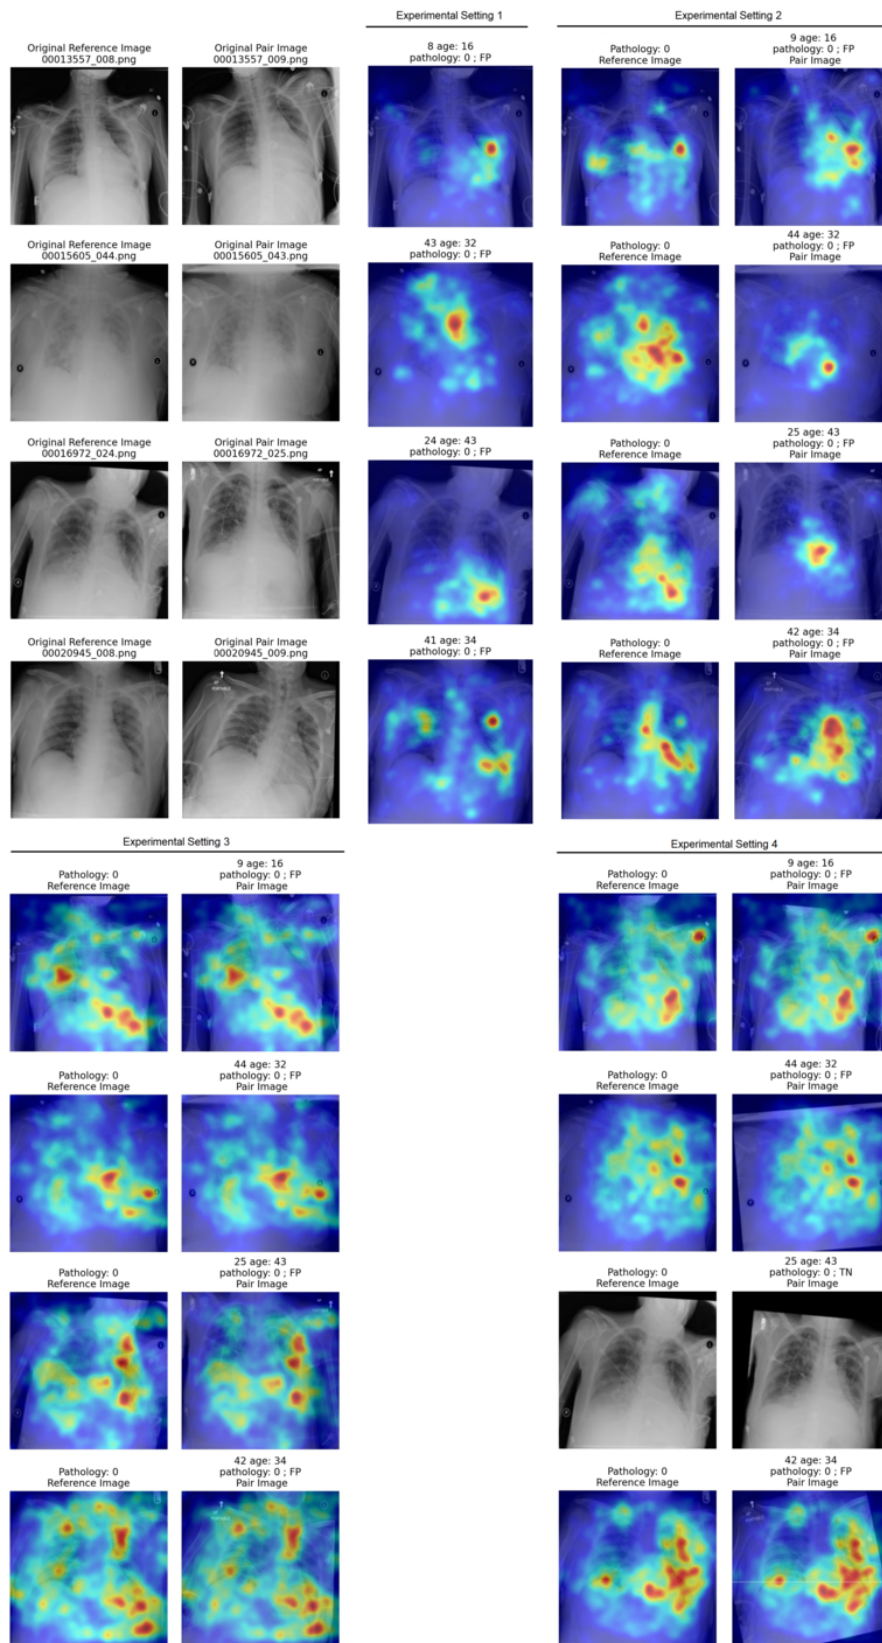 Experimental Setting 1
Experimental Setting 2
Original Reference Image
00013557_008.png
Original Pair Image
00013557_009.png
8 age: 16
pathology: 0 ; FP
Pathology: 0
Reference Image
9 age: 16
pathology: 0 ; FP
Pair Image
Original Reference Image
00015605_044.png
Original Pair Image
00015605_043.png
43 age: 32
pathology: 0 ; FP
Pathology: 0
Reference Image
44 age: 32
pathology: 0 ; FP
Pair Image
Original Reference Image
00016972_024.png
Original Pair Image
00016972_025.png
24 age: 43
pathology: 0 ; FP
Pathology: 0
Reference Image
25 age: 43
pathology: 0 ; FP
Pair Image
Original Reference Image
00020945_008.png
Original Pair Image
00020945_009.png
41 age: 34
pathology: 0 ; FP
Pathology: 0
Reference Image
42 age: 34
pathology: 0 ; FP
Pair Image
PORTABLE
Experimental Setting 3
Experimental Setting 4
Pathology: 0
Reference Image
9 age: 16
pathology: 0 ; FP
Pair Image
Pathology: 0
Reference Image
9 age: 16
pathology: 0 ; FP
Pair Image
Pathology: 0
Reference Image
44 age: 32
pathology: 0 ; FP
Pair Image
Pathology: 0
Reference Image
44 age: 32
pathology: 0 ; FP
Pair Image
Pathology: 0
Reference Image
25 age: 43
pathology: 0 ; FP
Pair Image
Pathology: 0
Reference Image
25 age: 43
pathology: 0 ; TN
Pair Image
Pathology: 0
Reference Image
42 age: 34
pathology: 0 ; FP
Pair Image
Pathology: 0
Reference Image
42 age: 34
pathology: 0 ; FP
Pair Image